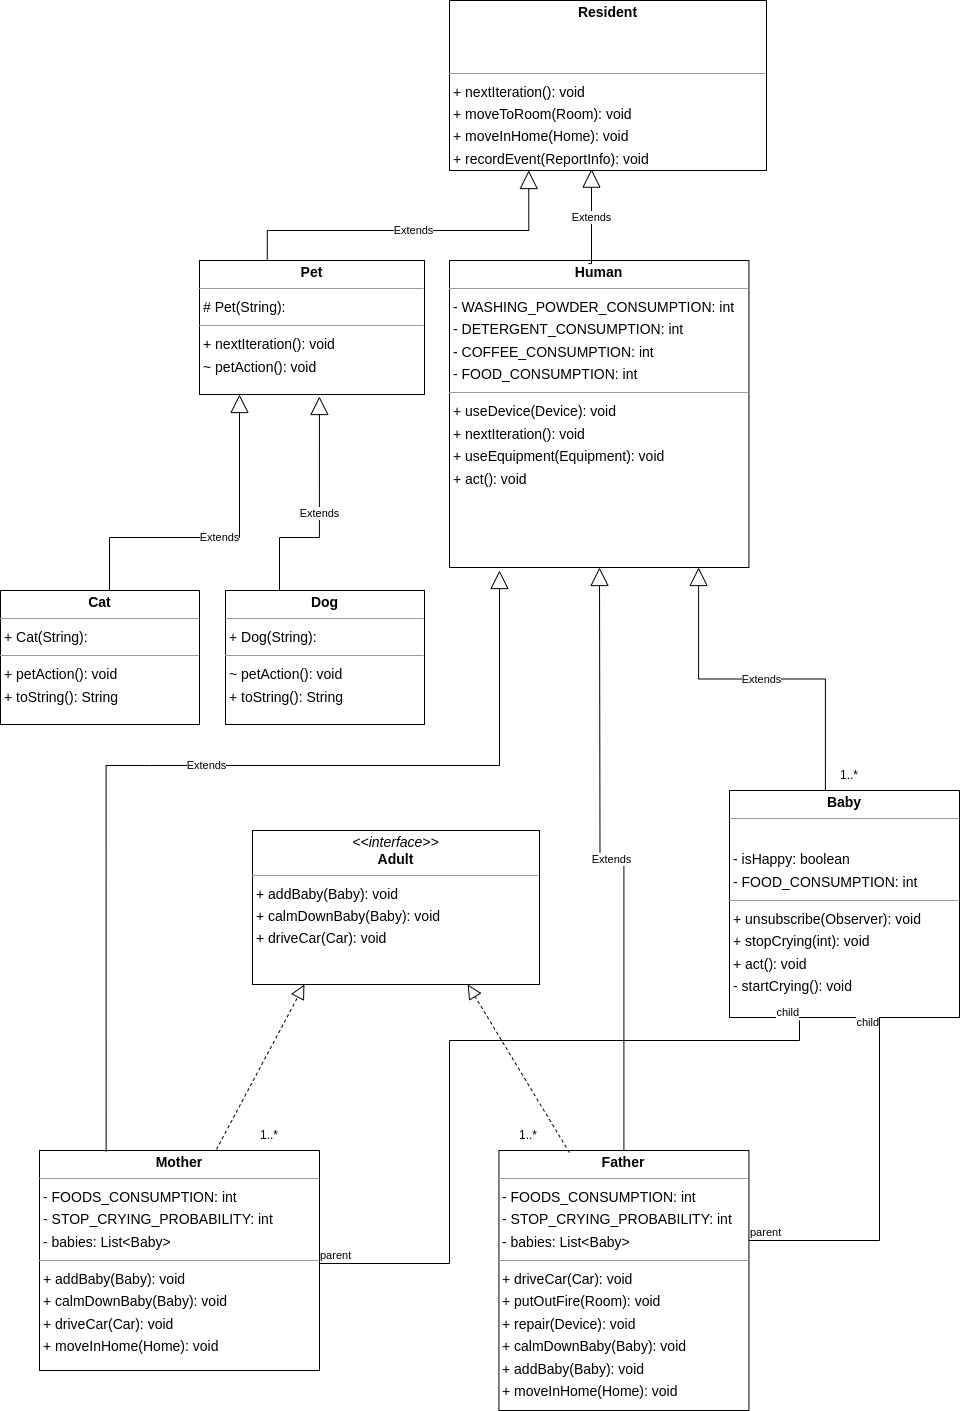 Resident
+ nextIteration(): void
+ moveToRoom(Room): void
+ moveInHome(Home): void
+ recordEvent(ReportInfo): void
Extends
Extends
Pet
# Pet(String):
+ nextIteration(): void
~ petAction(): void
Human
- WASHING_POWDER_CONSUMPTION: int
- DETERGENT_CONSUMPTION: int
- COFFEE_CONSUMPTION: int
- FOOD_CONSUMPTION: int
+ useDevice(Device): void
+ nextIteration(): void
+ useEquipment(Equipment): void
+ act(): void
Extends
Extends
Cat
+ Cat(String):
+ petAction(): void
+ toString(): String
Dog
+ Dog(String):
~ petAction(): void
+ toString(): String
Extends
Extends
Extends
1..*
Baby
- isHappy: boolean
- FOOD_CONSUMPTION: int
+ unsubscribe(Observer): void
+ stopCrying(int): void
+ act(): void
- startCrying(): void
child
child
<<interface>>
Adult
+ addBaby(Baby): void
+ calmDownBaby(Baby): void
+ driveCar(Car): void
1..*
1..*
Mother
- FOODS_CONSUMPTION: int
- STOP_CRYING_PROBABILITY: int
- babies: List<Baby>
+ addBaby(Baby): void
+ calmDownBaby(Baby): void
+ driveCar(Car): void
+ moveInHome(Home): void
parent
Father
- FOODS_CONSUMPTION: int
- STOP_CRYING_PROBABILITY: int
- babies: List<Baby>
+ driveCar(Car): void
+ putOutFire(Room): void
+ repair(Device): void
+ calmDownBaby(Baby): void
+ addBaby(Baby): void
+ moveInHome(Home): void
parent